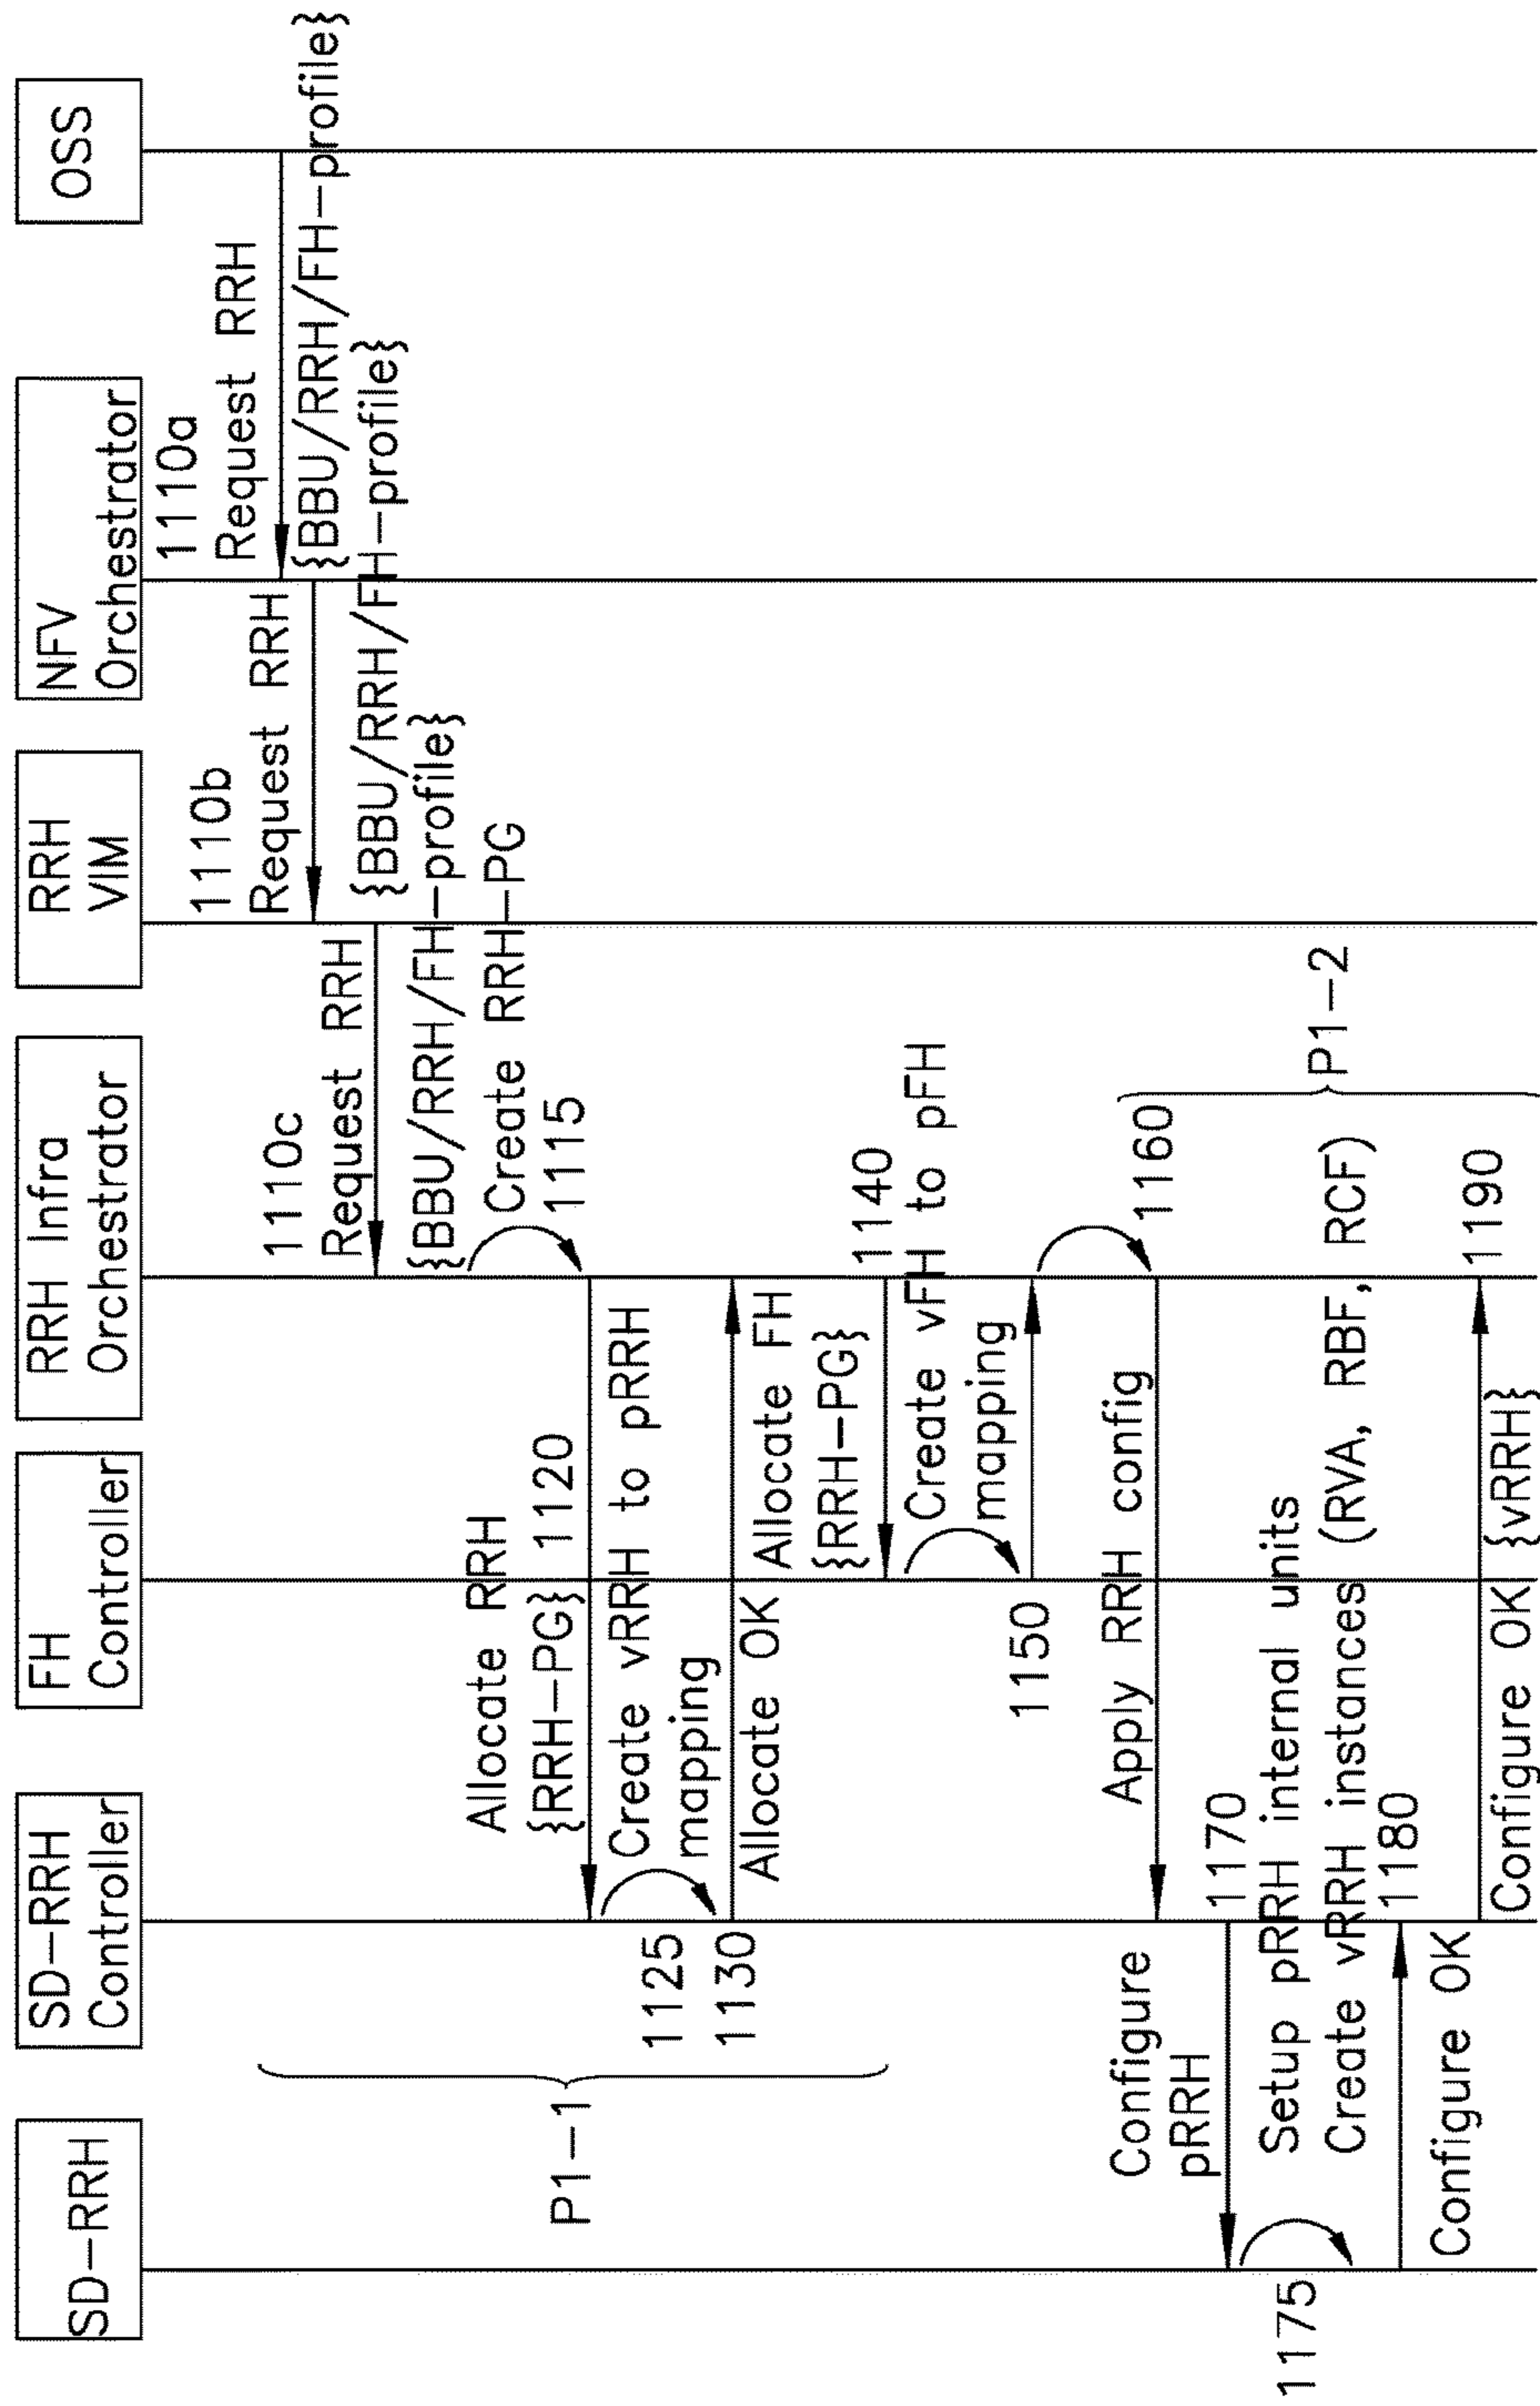 SD-RRH
SD-RRH
Controller
FH
Controller
RRH Infra
Orchestrator
RRH
VIM
NFV
Orchestrator
OSS
1110a
Request RRH
{BBU/RRH/FH-profile}
1110b
Request RRH
{BBU/RRH/FH-profile}
1110c
Request RRH
{BBU/RRH/FH-profile}
Create RRH-PG
1115
Allocate RRH
{RRH-PG} 1120
Create vRRH to pRRH
mapping
1125
1130
Allocate OK
P1-1
Allocate FH
{RRH-PG}
1140
Create vFH to pFH
mapping
1150
1160
Apply RRH config
P1-2
Configure
pRRH
1170
1175
Setup pRRH internal units
Create vRRH instances (RVA, RBF, RCF)
1180
Configure OK
1190
Configure OK {vRRH}